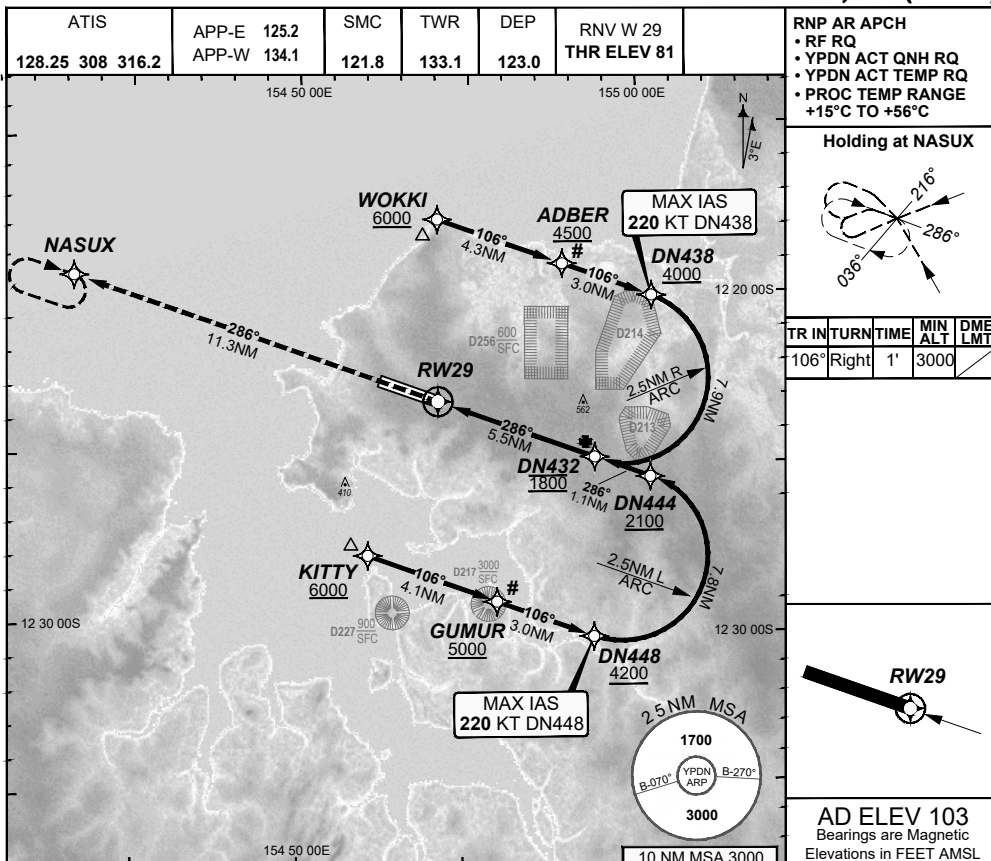 ATIS
128.25 308 316.2
APP-E 125.2
APP-W 134.1
SMC
121.8
TWR
133.1
DEP
123.0
RNV W 29
THR ELEV 81
RNP AR APCH
• RF RQ
• YPDN ACT QNH RQ
• YPDN ACT TEMP RQ
• PROC TEMP RANGE
+15°C TO +56°C
154 50 00E
155 00 00E
N
3°E
Holding at NASUX
216°
286°
036°
TR IN TURN TIME MIN ALT DME LMT
106° Right 1' 3000
WOKKI
6000
106°
4.3NM
ADBER
4500
#
106°
3.0NM
MAX IAS
220 KT DN438
DN438
4000
12 20 00S
NASUX
286°
11.3NM
D256 600
SFC
D214
2.5NM R
ARC
7.9NM
RW29
562
D213
286°
5.5NM
DN432
1800
286°
1.1NM
DN444
2100
410
KITTY
6000
106°
4.1NM
D217 3000
SFC
#
2.5NM L
ARC
7.8NM
106°
3.0NM
D227 900
SFC
GUMUR
5000
12 30 00S
12 30 00S
DN448
4200
MAX IAS
220 KT DN448
25NM MSA
1700
B-070°
YPDN
ARP
B-270°
3000
10 NM MSA 3000
154 50 00E
RW29
AD ELEV 103
Bearings are Magnetic
Elevations in FEET AMSL